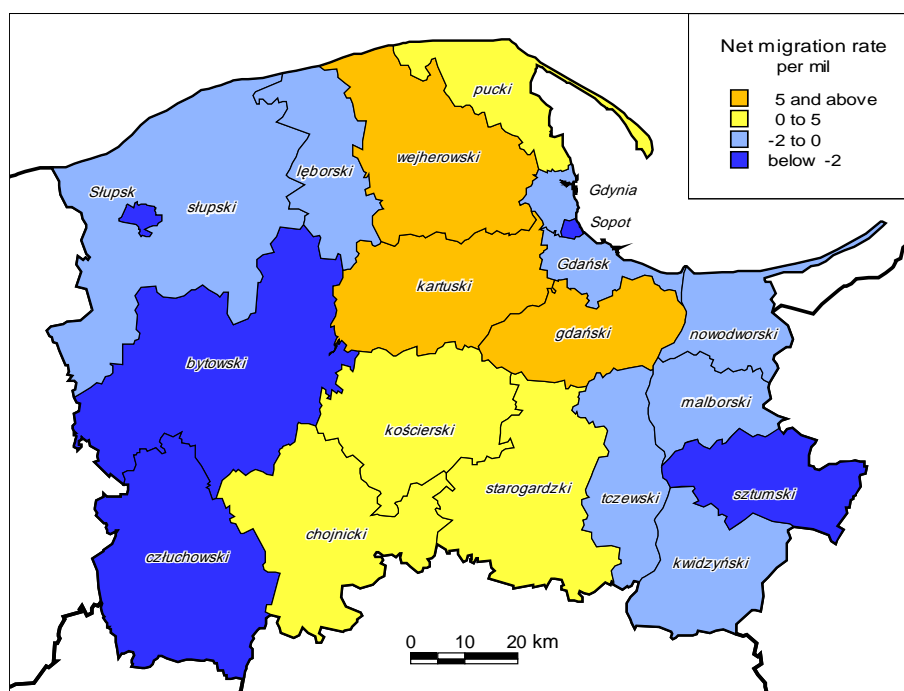 Net migration rate
per mil
5 and above
0 to 5
-2 to 0
below -2
pucki
wejherowski
lęborski
Słupsk
słupski
Gdynia
Sopot
Gdańsk
kartuski
gdański
nowodworski
bytowski
malborski
kościerski
starogardzki
tczewski
sztumski
chojnicki
człuchowski
kwidzyński
0 10 20 km